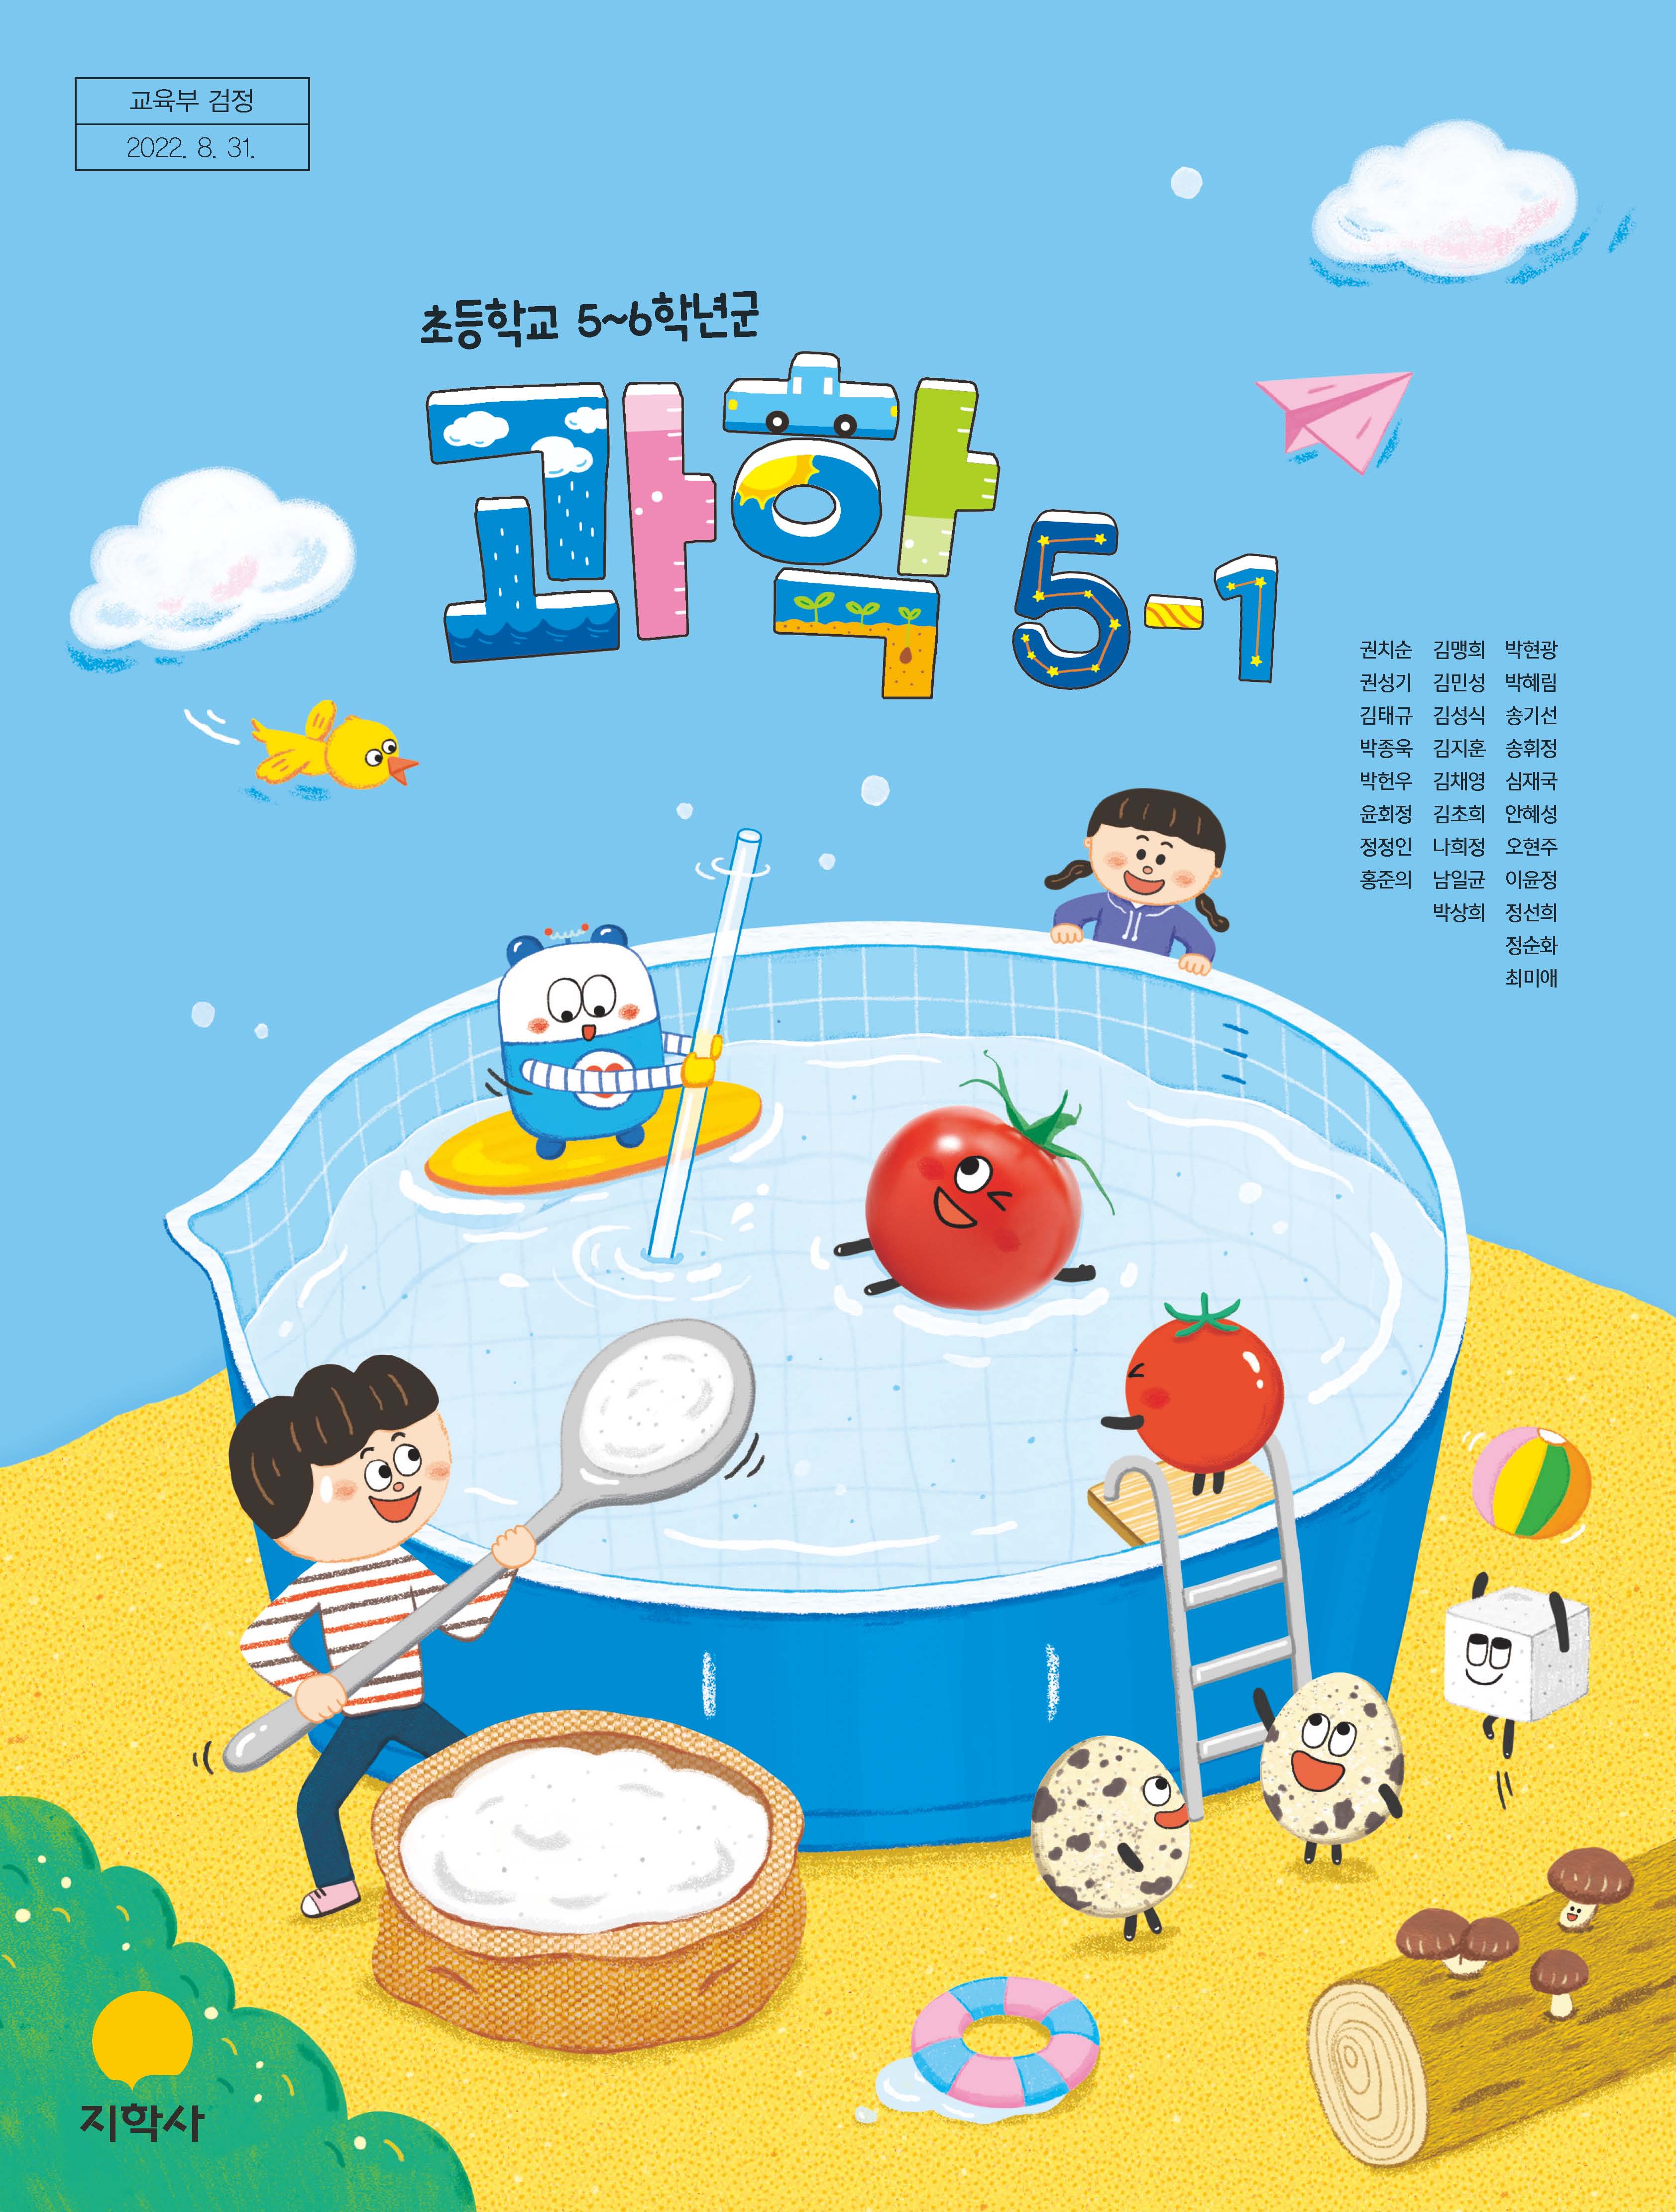 교육부 검정
2022. 8. 31.
초등학교 5~6학년군
과학 5-1
권치순 김맹희 박현광
권성기 김민성 박혜림
김태규 김성식 송기선
박종욱 김지훈 송휘정
박헌우 김채영 심재국
윤회정 김초희 안혜성
정정인 나희정 오현주
홍준의 남일균 이윤정
박상희 정선희
정순화
최미애
지학사